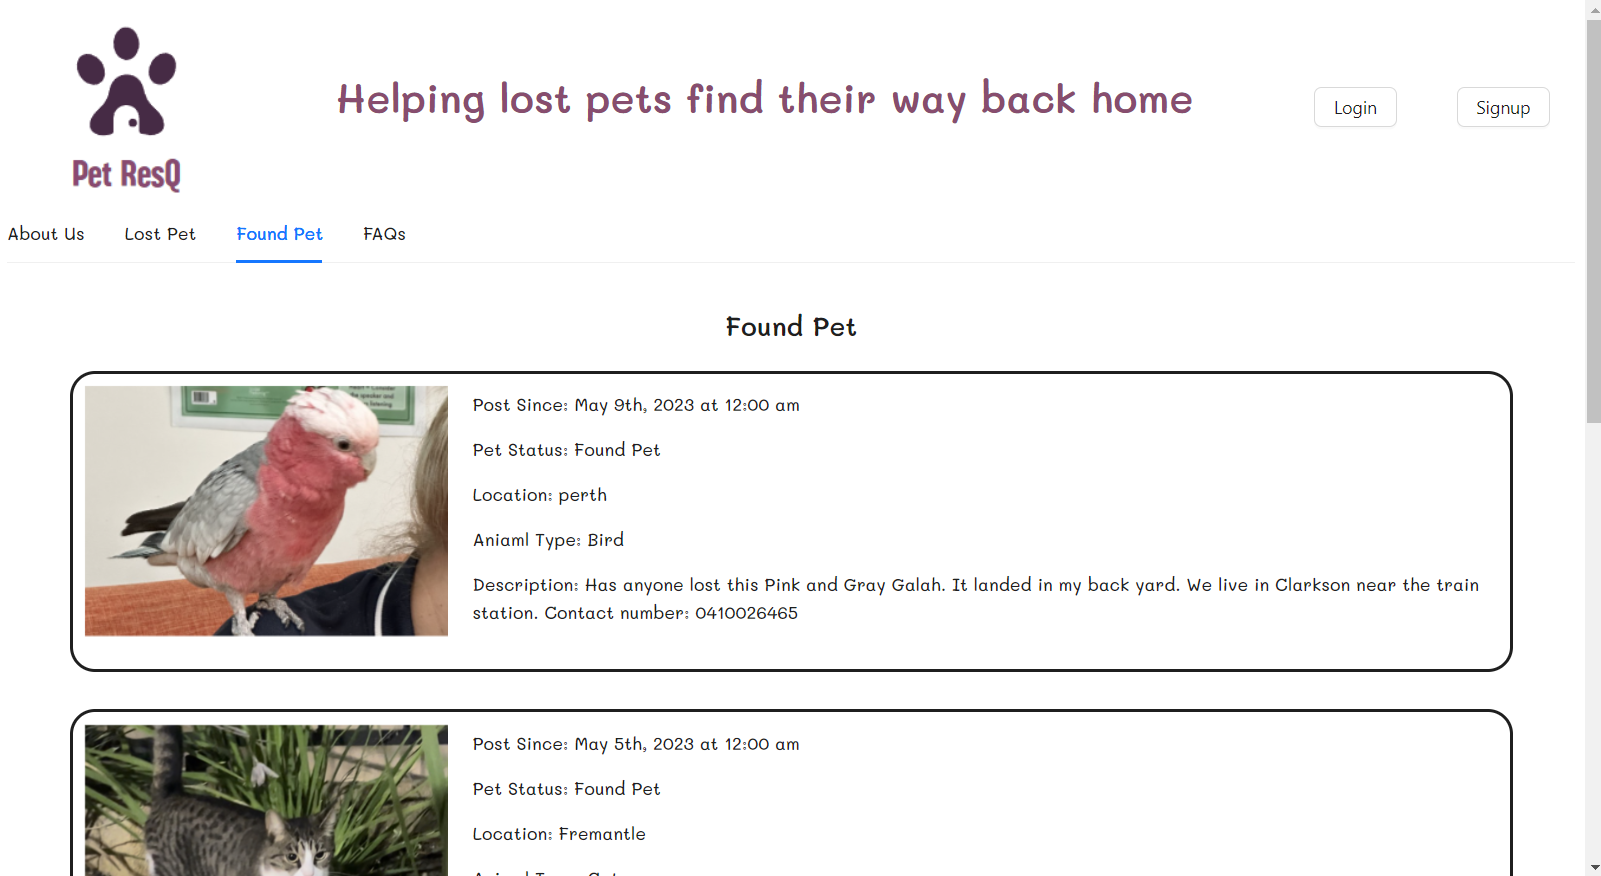 Helping lost pets find their way back home
Login
Signup
Pet ResQ
About Us
Lost Pet
Found Pet
FAQs
Found Pet
Post Since: May 9th, 2023 at 12:00 am
Pet Status: Found Pet
Location: perth
Aniaml Type: Bird
Description: Has anyone lost this Pink and Gray Galah. It landed in my back yard. We live in Clarkson near the train
station. Contact number: 0410026465
Post Since: May 5th, 2023 at 12:00 am
Pet Status: Found Pet
Location: Fremantle